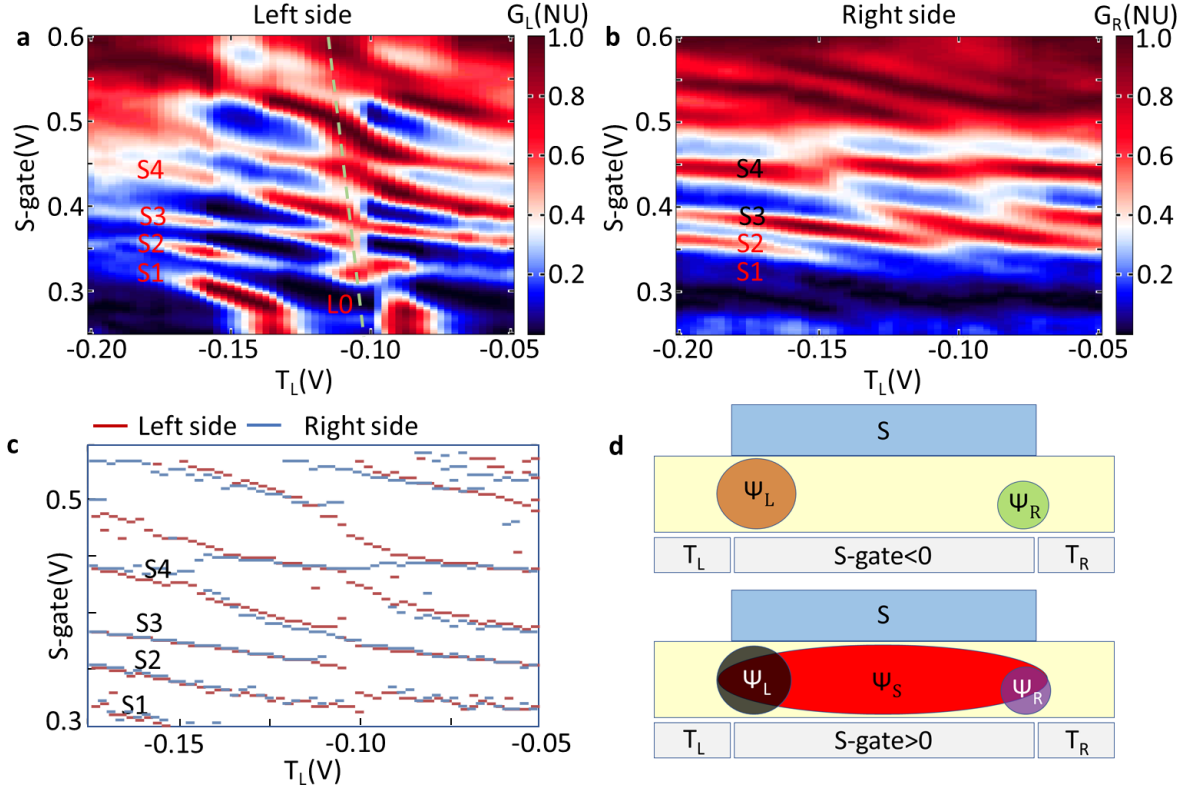 Left side
G_L(NU)
Right side
G_R(NU)
a
b
0.6
0.5
0.4
0.3
S-gate(V)
S4
S3
S2
S1
L0
-0.20
-0.15
-0.10
-0.05
T_L(V)
1.0
0.8
0.6
0.4
0.2
0.6
0.5
0.4
0.3
S-gate(V)
S4
S3
S2
S1
-0.20
-0.15
-0.10
-0.05
T_L(V)
1.0
0.8
0.6
0.4
0.2
c
Left side
Right side
0.5
0.3
S-gate(V)
S4
S3
S2
S1
-0.15
-0.10
-0.05
T_L(V)
d
S
Ψ_L
Ψ_R
T_L
S-gate<0
T_R
S
Ψ_L
Ψ_S
Ψ_R
T_L
S-gate>0
T_R